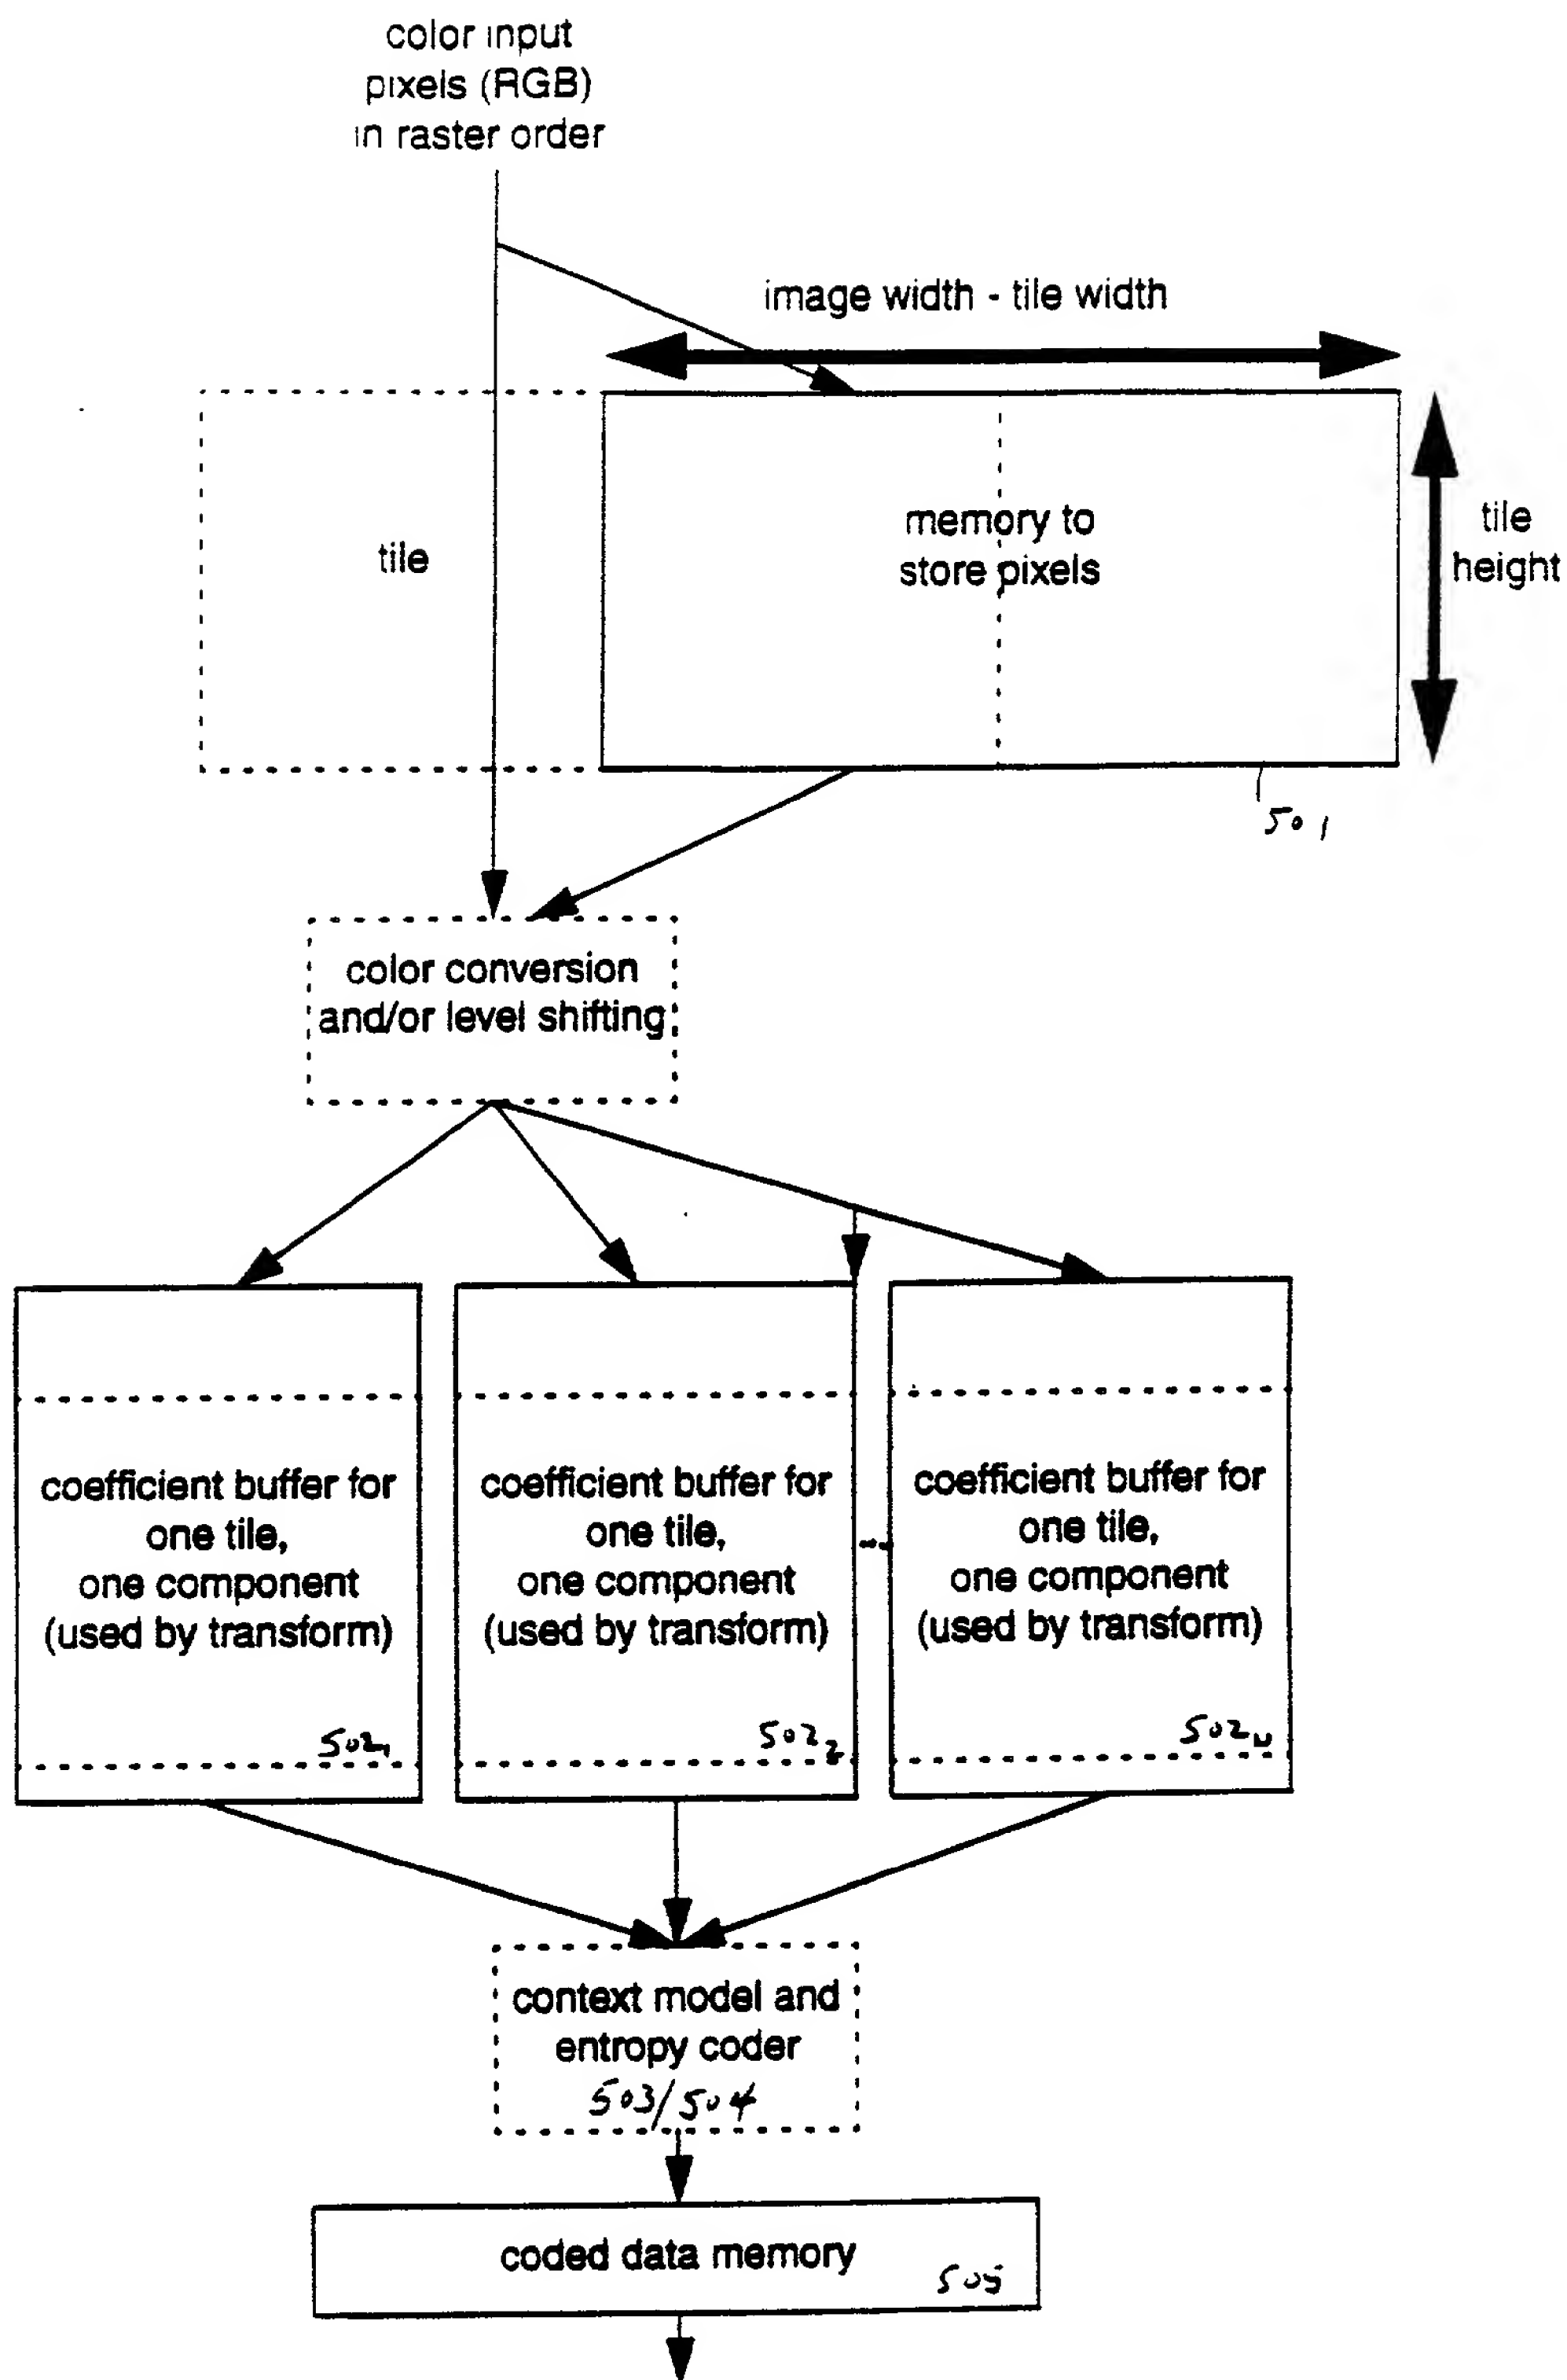 color input
pixels (RGB)
in raster order
image width - tile width
tile
memory to
store pixels
tile
height
501
color conversion
and/or level shifting
coefficient buffer for
one tile,
one component
(used by transform)
502₁
coefficient buffer for
one tile,
one component
(used by transform)
502₂
coefficient buffer for
one tile,
one component
(used by transform)
502N
context model and
entropy coder
503/504
coded data memory
505